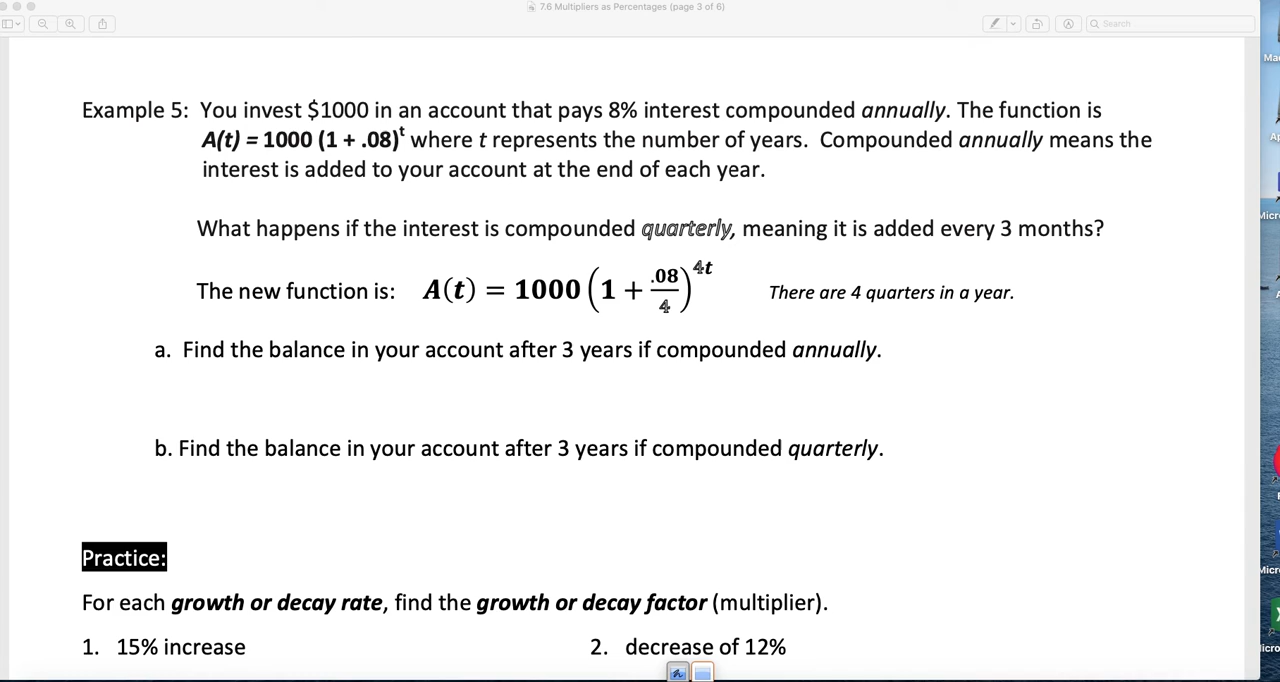 7.6 Multipliers as Percentages (page 3 of 6)
Search
Example 5: You invest $1000 in an account that pays 8% interest compounded annually. The function is
A(t) = 1000 (1 + .08)^t where t represents the number of years. Compounded annually means the
interest is added to your account at the end of each year.
What happens if the interest is compounded quarterly, meaning it is added every 3 months?
The new function is: A(t) = 1000 (1 + .08/4)^4t There are 4 quarters in a year.
a. Find the balance in your account after 3 years if compounded annually.
b. Find the balance in your account after 3 years if compounded quarterly.
Practice:
For each growth or decay rate, find the growth or decay factor (multiplier).
1. 15% increase 2. decrease of 12%